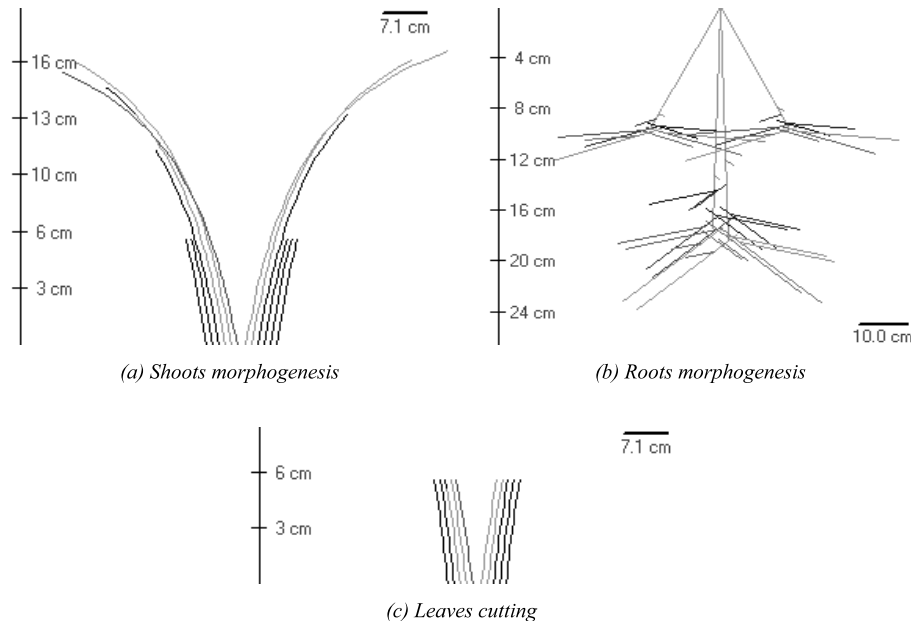 7.1 cm
16 cm
13 cm
10 cm
6 cm
3 cm
(a) Shoots morphogenesis
4 cm
8 cm
12 cm
16 cm
20 cm
24 cm
10.0 cm
(b) Roots morphogenesis
7.1 cm
6 cm
3 cm
(c) Leaves cutting